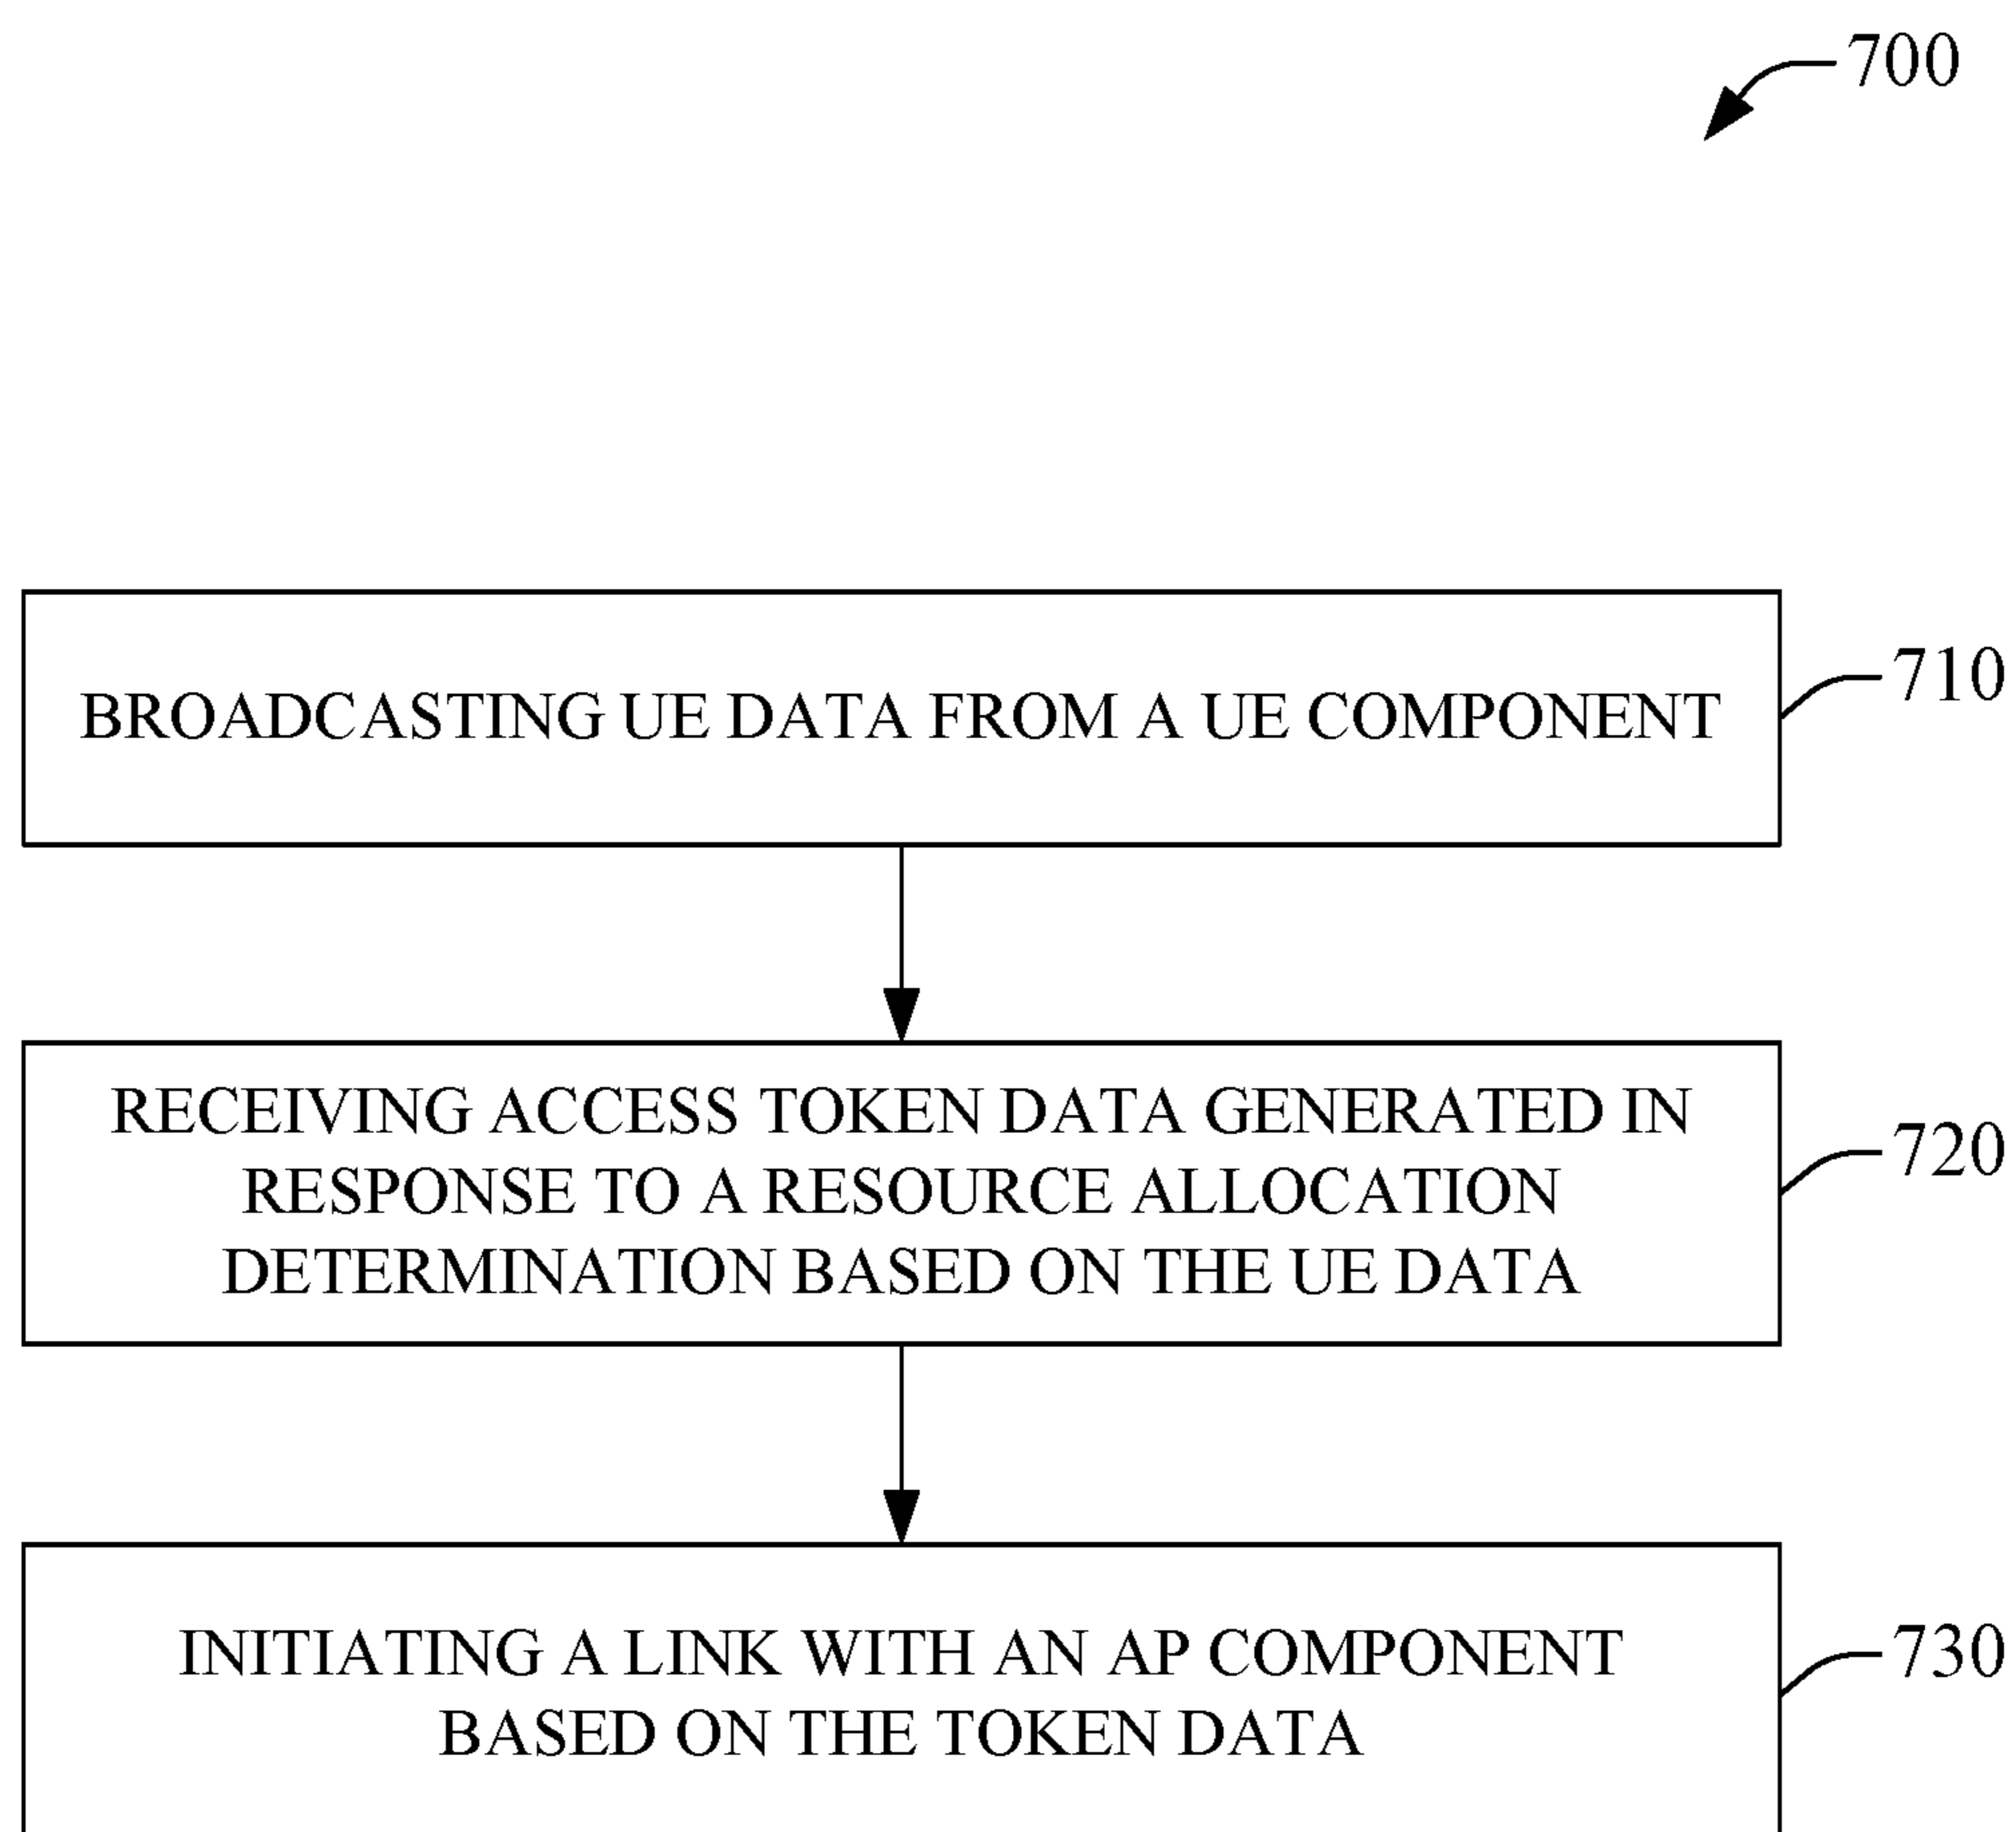 700
BROADCASTING UE DATA FROM A UE COMPONENT
710
RECEIVING ACCESS TOKEN DATA GENERATED IN
RESPONSE TO A RESOURCE ALLOCATION
DETERMINATION BASED ON THE UE DATA
720
INITIATING A LINK WITH AN AP COMPONENT
BASED ON THE TOKEN DATA
730